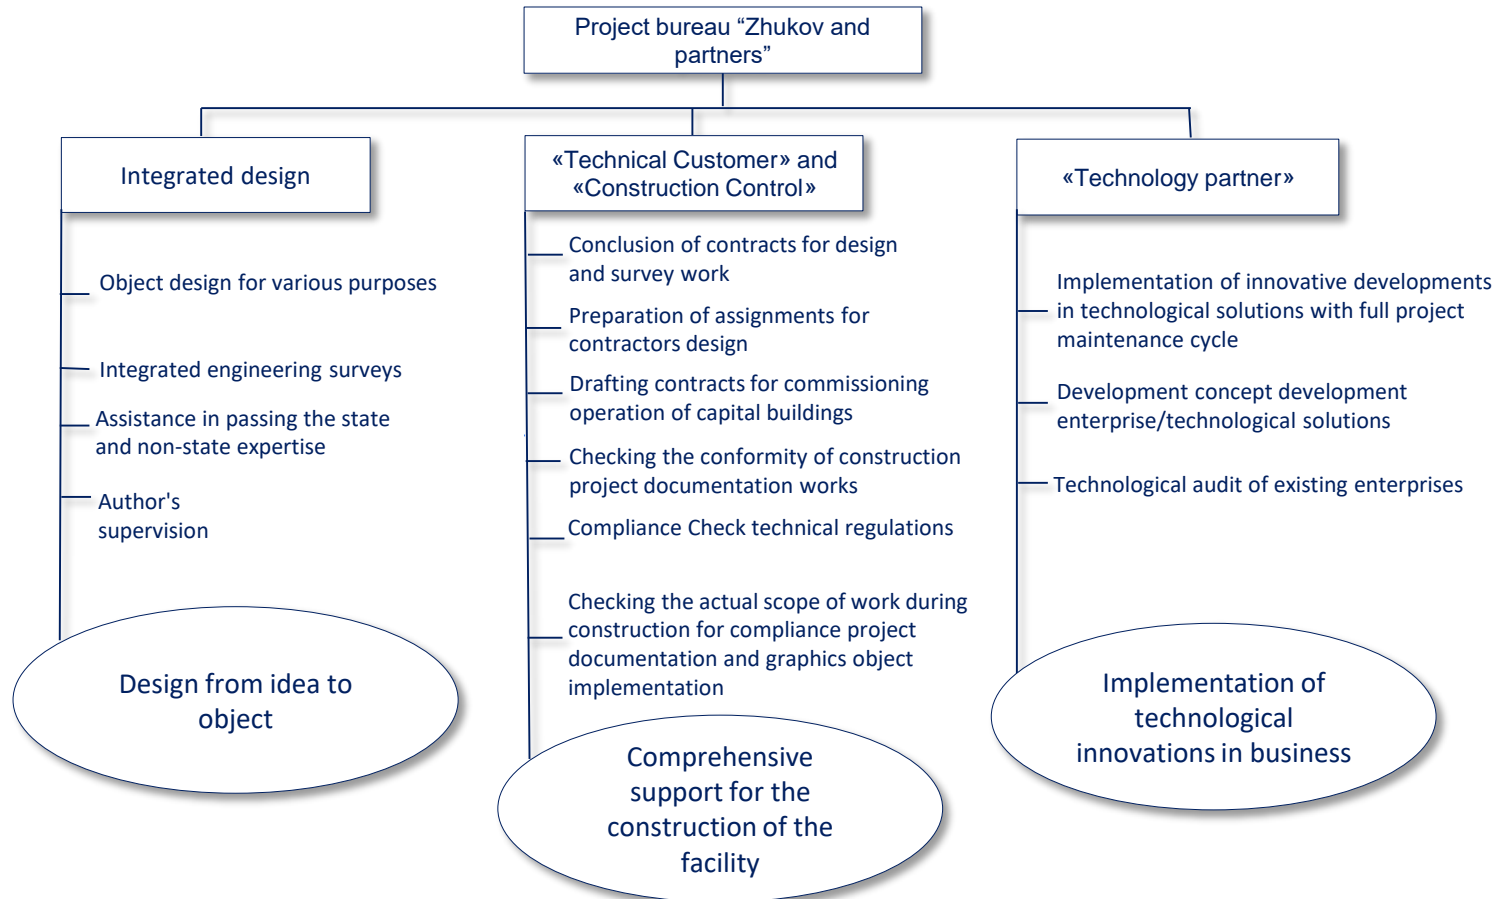 Project bureau “Zhukov and
partners”
Integrated design
Object design for various purposes
Integrated engineering surveys
Assistance in passing the state
and non-state expertise
Author's
supervision
Design from idea to
object
«Technical Customer» and
«Construction Control»
Conclusion of contracts for design
and survey work
Preparation of assignments for
contractors design
Drafting contracts for commissioning
operation of capital buildings
Checking the conformity of construction
project documentation works
Compliance Check technical regulations
Checking the actual scope of work during
construction for compliance project
documentation and graphics object
implementation
Comprehensive
support for the
construction of the
facility
«Technology partner»
Implementation of innovative developments
in technological solutions with full project
maintenance cycle
Development concept development
enterprise/technological solutions
Technological audit of existing enterprises
Implementation of
technological
innovations in business